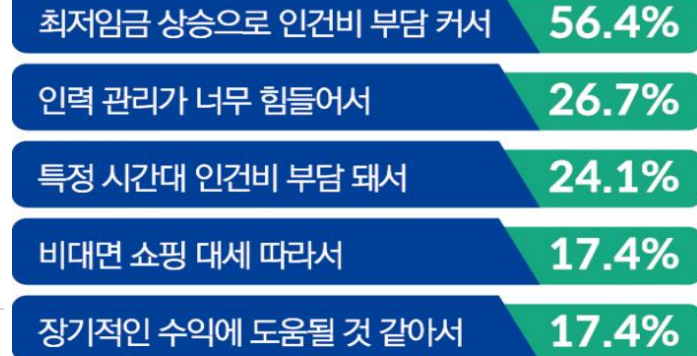 최저임금 상승으로 인건비 부담 커서 56.4%
인력 관리가 너무 힘들어서 26.7%
특정 시간대 인건비 부담 돼서 24.1%
비대면 쇼핑 대세 따라서 17.4%
장기적인 수익에 도움될 것 같아서 17.4%